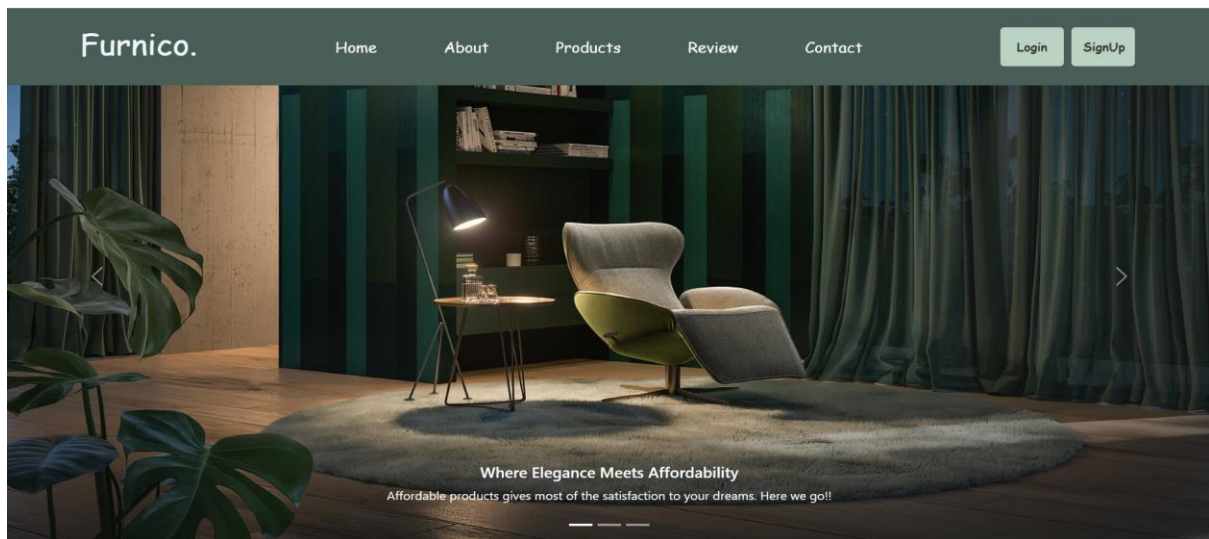 Furnico.
Home About Products Review Contact
Login SignUp
Where Elegance Meets Affordability
Affordable products gives most of the satisfaction to your dreams. Here we go!!